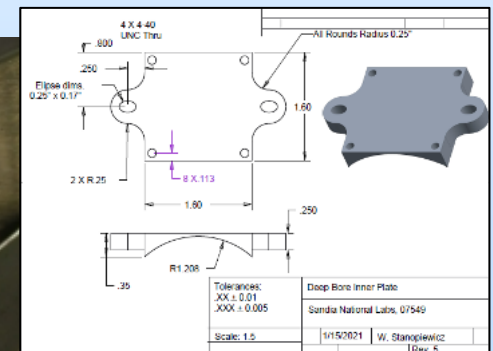 4 X 4-40
UNC Thru
.800
All Rounds Radius 0.25"
.250
Elipse dims.
0.25" x 0.17"
1.60
2 X R.25
8 X.113
1.60
.250
R1.208
.35
Tolerances:
.XX ± 0.01
.XXX ± 0.005
Deep Bore Inner Plate
Sandia National Labs, 07549
Scale: 1.5
1/15/2021
W. Stanopiewicz
Rev. 5